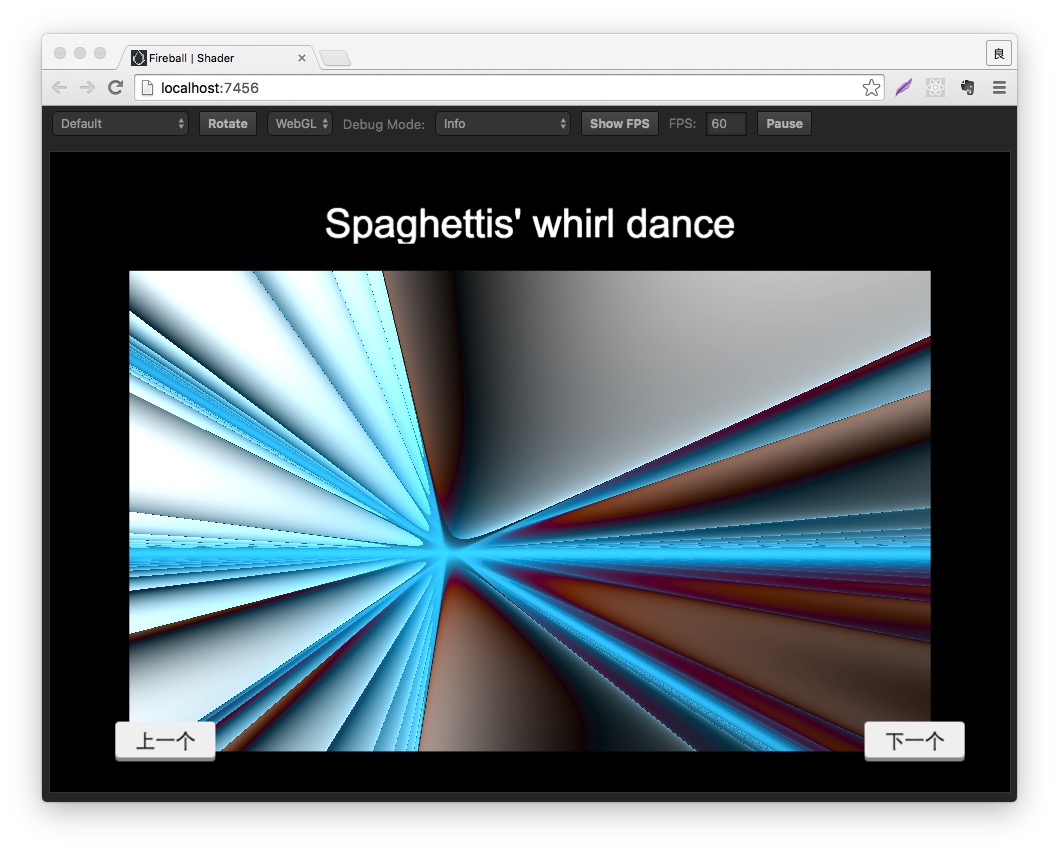 Fireball | Shader
良
localhost:7456
Default Rotate WebGL Debug Mode: Info Show FPS FPS: 60 Pause
Spaghettis' whirl dance
上一个 下一个